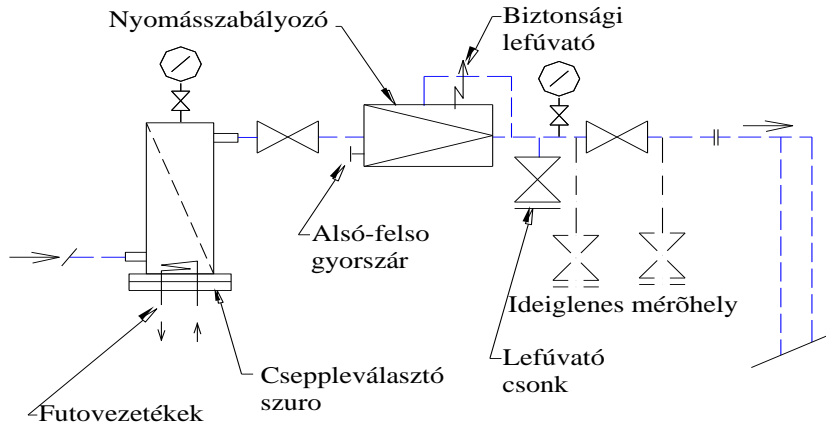 Nyomásszabályozó
Biztonsági
lefúvató
Alsó-felso
gyorszár
Ideiglenes mérõhely
Lefúvató
csonk
Cseppleválasztó
szuro
Futovezetékek